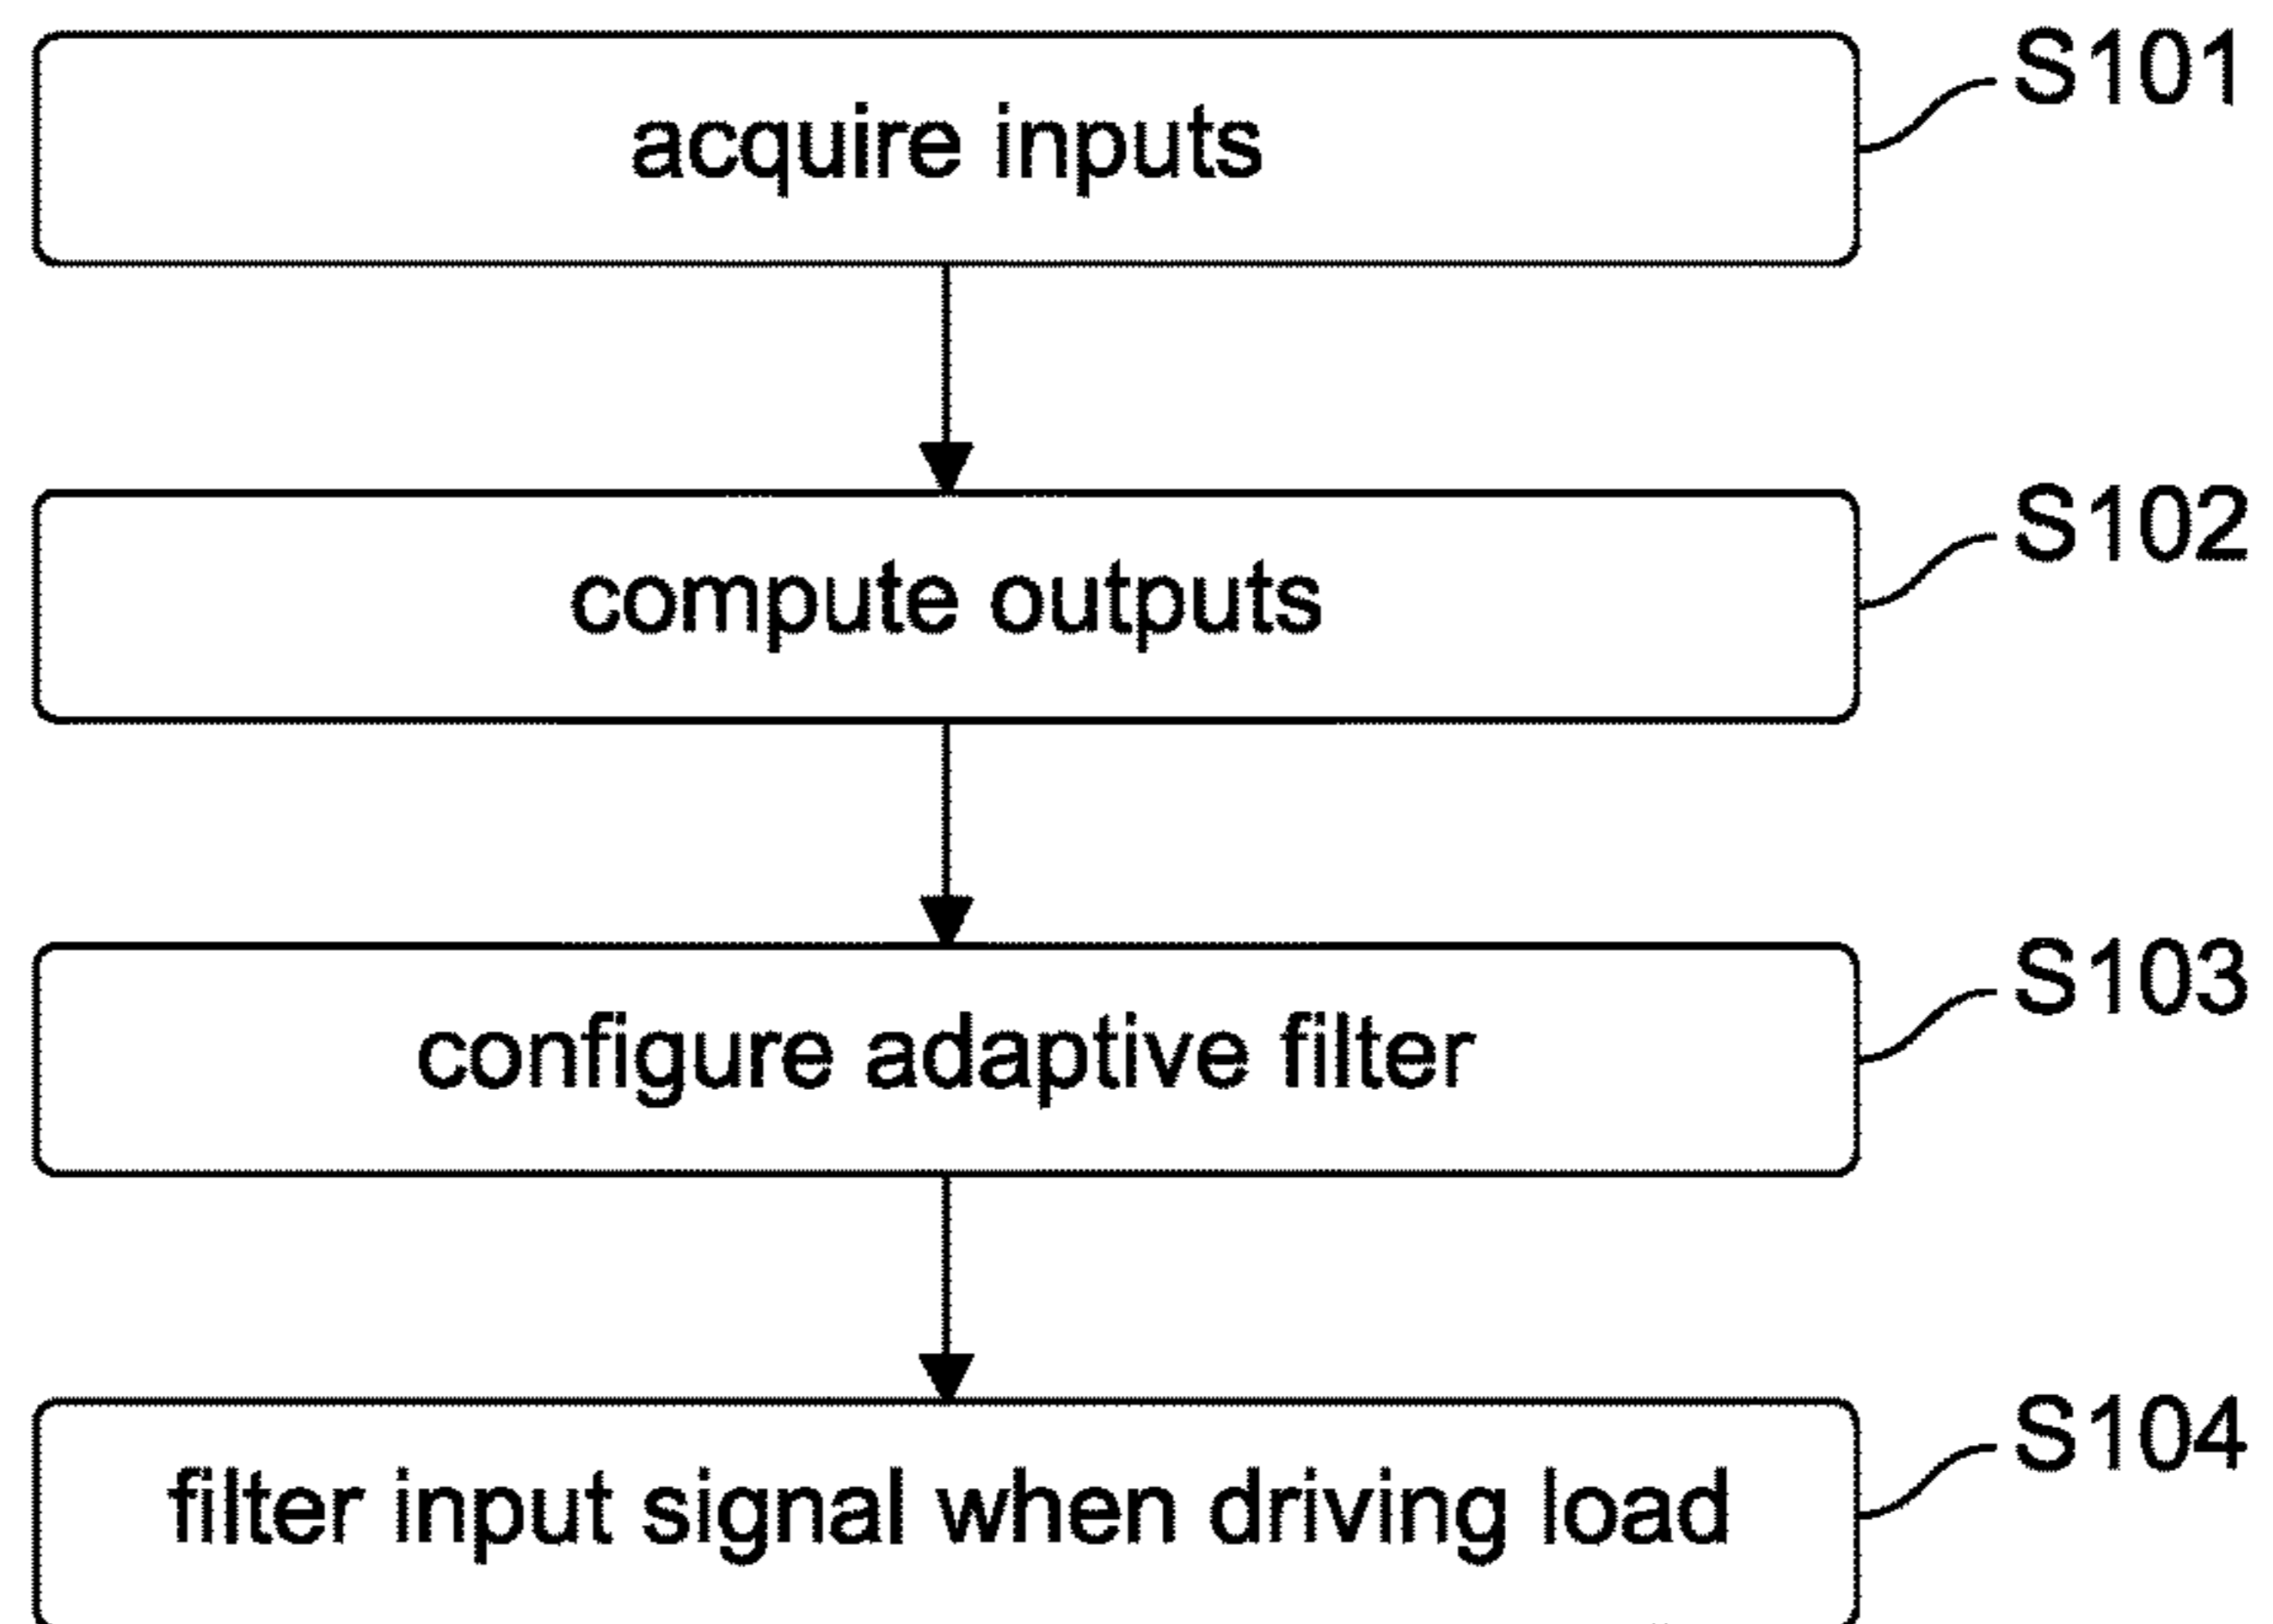 acquire inputs
S101
compute outputs
S102
configure adaptive filter
S103
filter input signal when driving load
S104